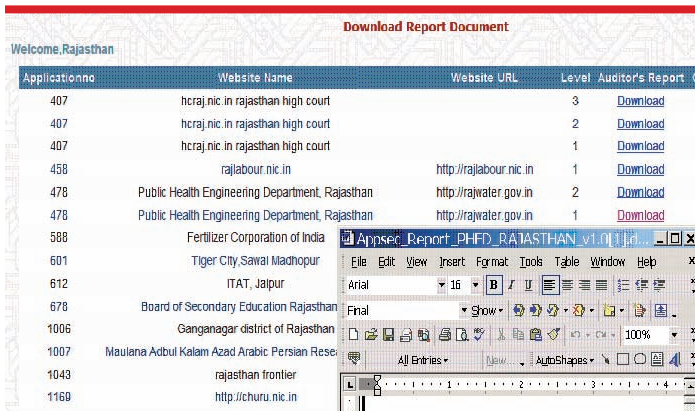 Download Report Document
Welcome,Rajasthan
Applicationno Website Name Website URL Level Auditor's Report
407 hcraj.nic.in rajasthan high court 3 Download
407 hcraj.nic.in rajasthan high court 2 Download
407 hcraj.nic.in rajasthan high court 1 Download
458 rajlabour.nic.in http://rajlabour.nic.in 1 Download
478 Public Health Engineering Department, Rajasthan http://rajwater.gov.in 2 Download
478 Public Health Engineering Department, Rajasthan http://rajwater.gov.in 1 Download
588 Fertilizer Corporation of India
601 Tiger City,Sawai Madhopur
612 ITAT, Jaipur
678 Board of Secondary Education Rajasthan
1006 Ganganagar district of Rajasthan
1007 Maulana Adbul Kalam Azad Arabic Persian
1043 rajasthan frontier
1169 http://churu.nic.in
Appsec_Report_PHED_RAJASTHAN_v1.0[1].d...
File Edit View Insert Format Tools Table Window Help
Arial 16 B I U
Final Show
100%
All Entries New... AutoShapes
L 1 2 3 4